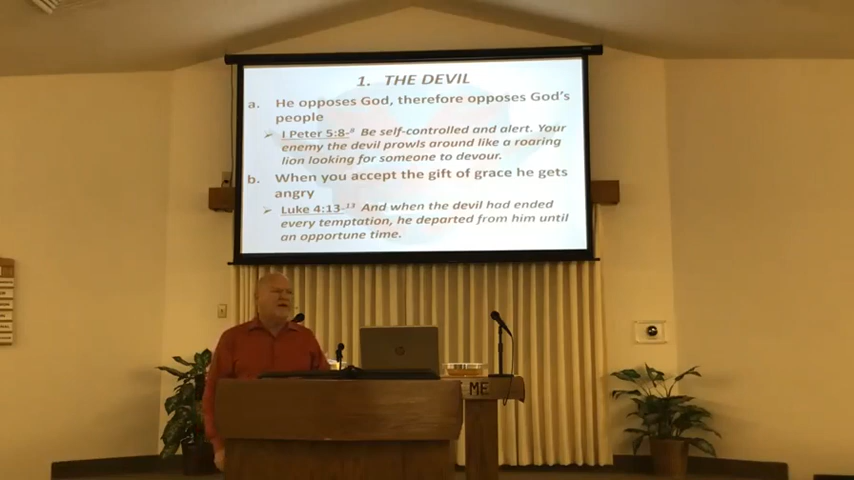 1. THE DEVIL
a. He opposes God, therefore opposes God's
people
➢ I Peter 5:8-⁸ Be self-controlled and alert. Your
enemy the devil prowls around like a roaring
lion looking for someone to devour.
b. When you accept the gift of grace he gets
angry
➢ Luke 4:13-¹³ And when the devil had ended
every temptation, he departed from him until
an opportune time.
hp
ME